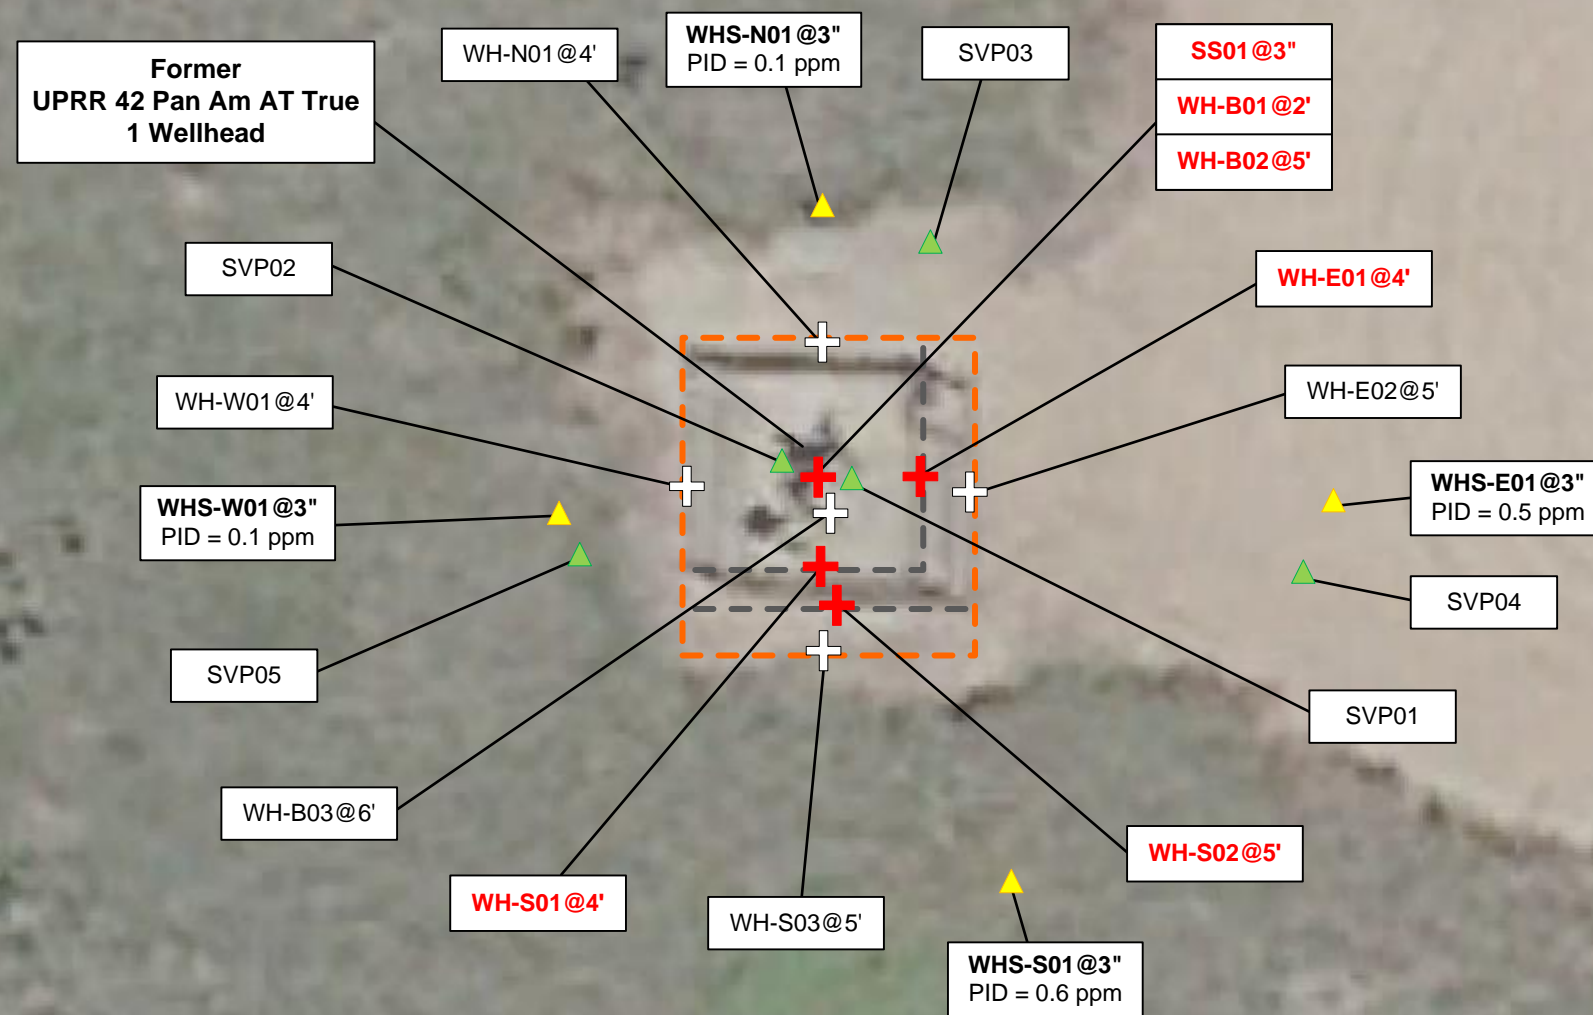 Former
UPRR 42 Pan Am AT True
1 Wellhead
WH-N01@4'
WHS-N01@3"
PID = 0.1 ppm
SVP03
SS01@3"
WH-B01@2'
WH-B02@5'
SVP02
WH-E01@4'
WH-W01@4'
WH-E02@5'
WHS-W01@3"
PID = 0.1 ppm
WHS-E01@3"
PID = 0.5 ppm
SVP04
SVP05
SVP01
WH-B03@6'
WH-S02@5'
WH-S01@4'
WH-S03@5'
WHS-S01@3"
PID = 0.6 ppm